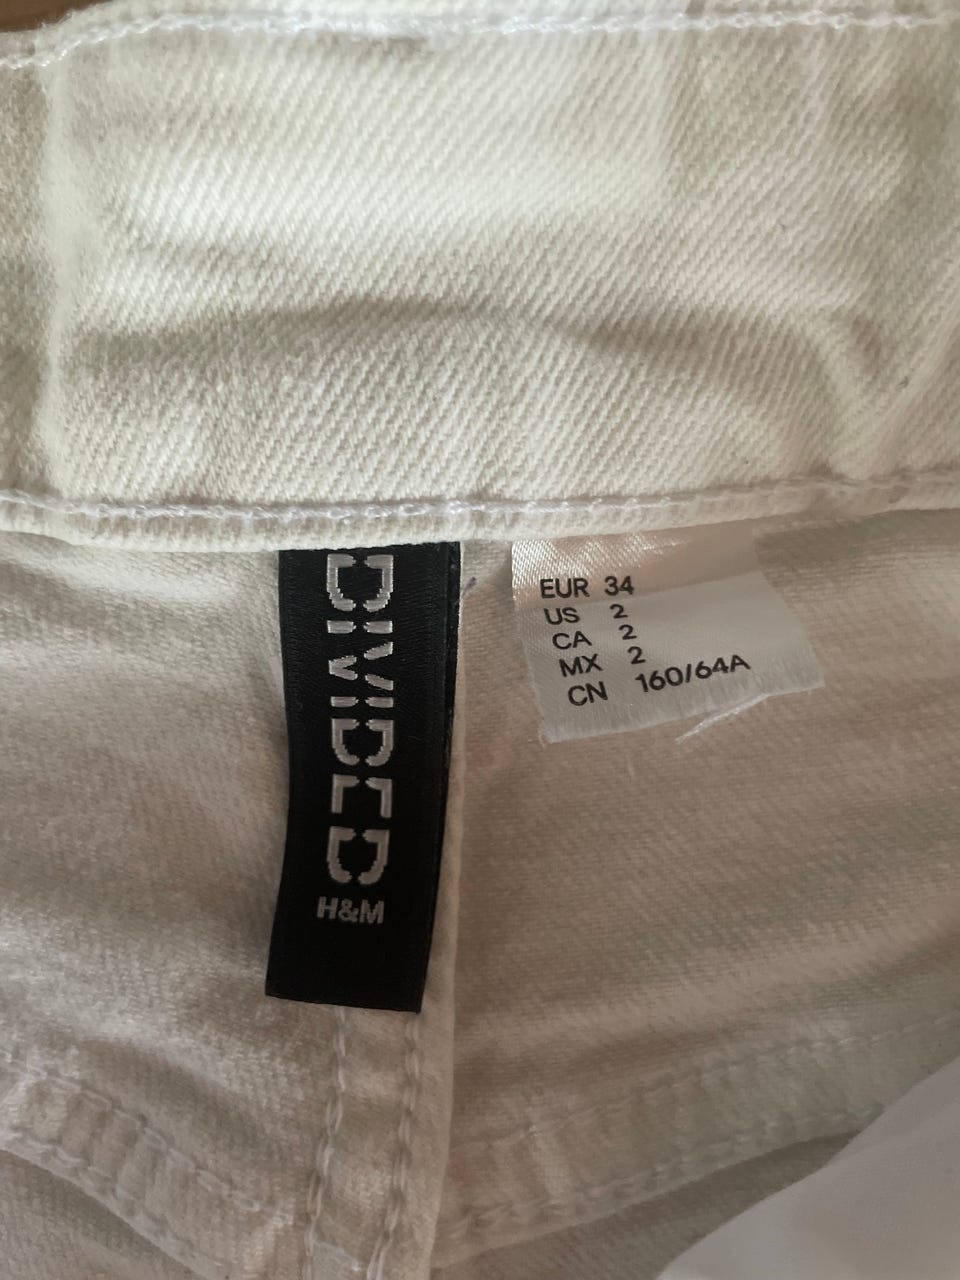 DIVIDED
H&M
EUR 34
US 2
CA 2
MX 2
CN 160/64A